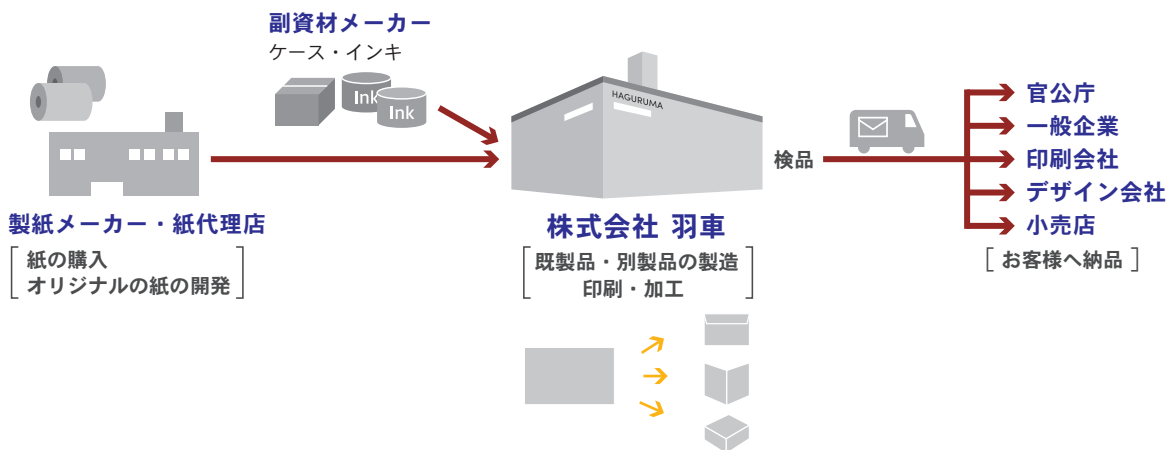 副資材メーカー
ケース・インキ
Ink
Ink
HAGURUMA
製紙メーカー・紙代理店
紙の購入
オリジナルの紙の開発
株式会社 羽車
既製品・別製品の製造
印刷・加工
検品
官公庁
一般企業
印刷会社
デザイン会社
小売店
[ お客様へ納品 ]